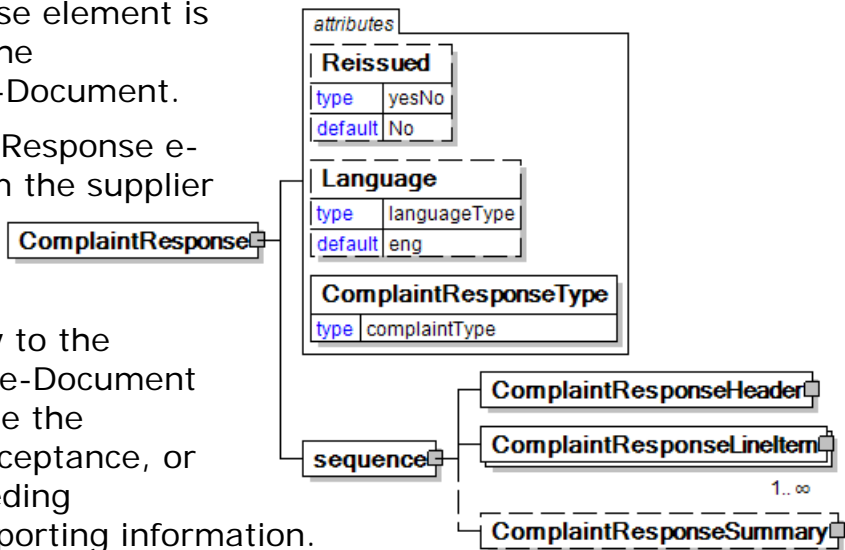 se element is
he
-Document.
Response e-
n the supplier
y to the
e-Document
e the
cceptance, or
eding
porting information.
ComplaintResponse
attributes
Reissued
type yesNo
default No
Language
type languageType
default eng
ComplaintResponseType
type complaintType
sequence
ComplaintResponseHeader
ComplaintResponseLineItem
1.. ∞
ComplaintResponseSummary